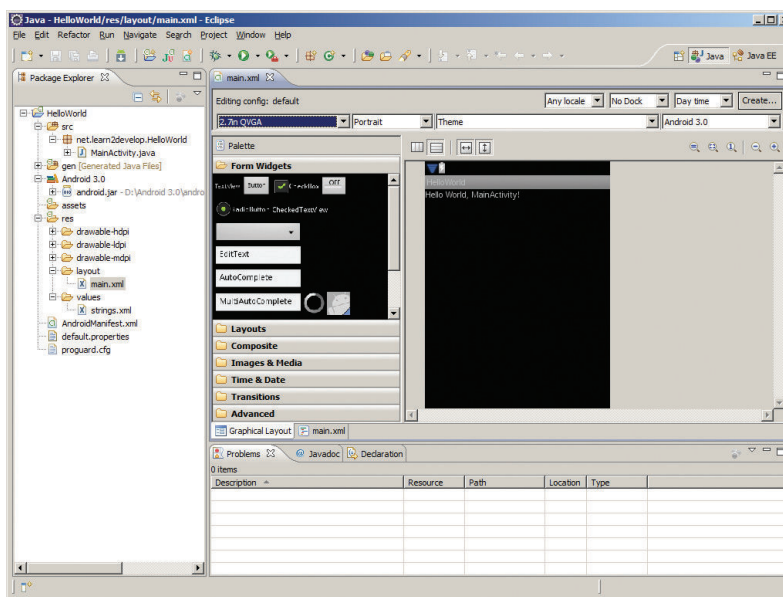 Java - HelloWorld/res/layout/main.xml - Eclipse
File Edit Refactor Run Navigate Search Project Window Help
Java Java EE
Package Explorer
HelloWorld
src
net.learn2develop.HelloWorld
MainActivity.java
gen [Generated Java Files]
Android 3.0
android.jar - D:\Android 3.0\andro
assets
res
drawable-hdpi
drawable-ldpi
drawable-mdpi
layout
main.xml
values
strings.xml
AndroidManifest.xml
default.properties
proguard.cfg
main.xml
Editing config: default
Any locale No Dock Day time Create...
2.7in QVGA Portrait Theme Android 3.0
Palette
Form Widgets
TextView Button CheckBox OFF
RadioButton CheckedTextView
EditText
AutoComplete
MultiAutoComplete
Layouts
Composite
Images & Media
Time & Date
Transitions
Advanced
HelloWorld
Hello World, MainActivity!
Graphical Layout main.xml
Problems Javadoc Declaration
0 items
Description Resource Path Location Type